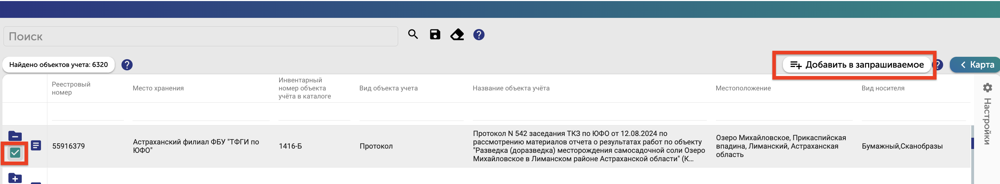 Поиск
?
Найдено объектов учета: 6320
?
Добавить в запрашиваемое
?
Карта
Реестровый
номер
Место хранения
Инвентарный
номер объекта
учёта в каталоге
Вид объекта учета
Название объекта учёта
Местоположение
Вид носителя
Настройки
55916379
Астраханский филиал ФБУ "ТФГИ по
ЮФО"
1416-Б
Протокол
Протокол N 542 заседания ТКЗ по ЮФО от 12.08.2024 по
рассмотрению материалов отчета о результатах работ по объекту
"Разведка (доразведка) месторождения самосадочной соли Озеро
Михайловское в Лиманском районе Астраханской области" (К...
Озеро Михайловское, Прикаспийская
впадина, Лиманский, Астраханская
область
Бумажный,Сканобразы